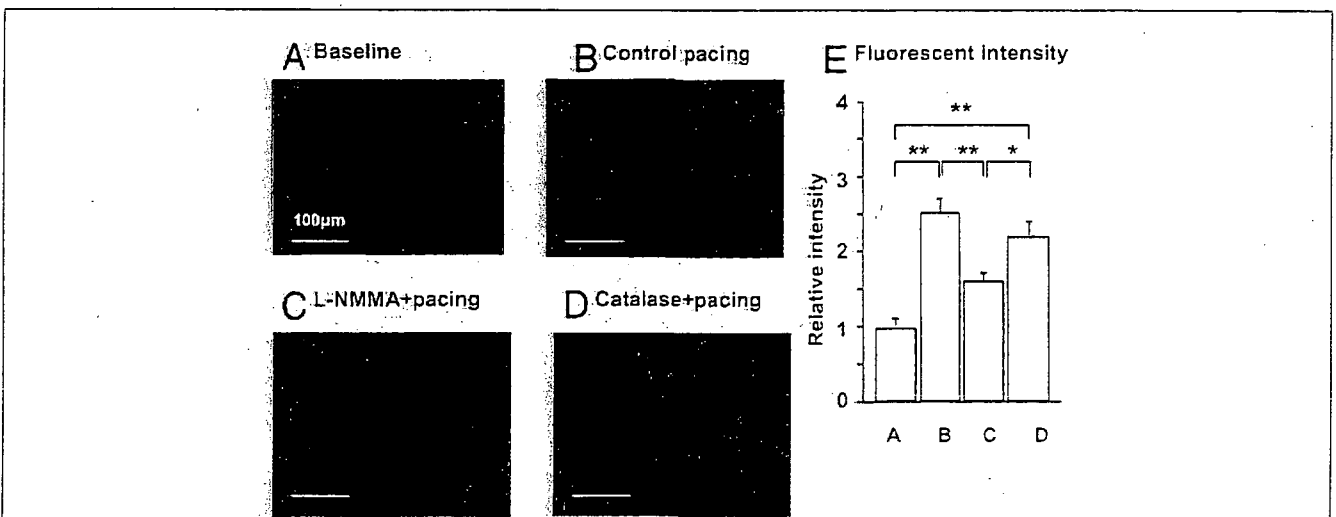 A Baseline
B Control pacing
100µm
C L-NMMA+pacing
D Catalase+pacing
E Fluorescent Intensity
Relative intensity
4
3
2
1
0
**
** ** *
A B C D